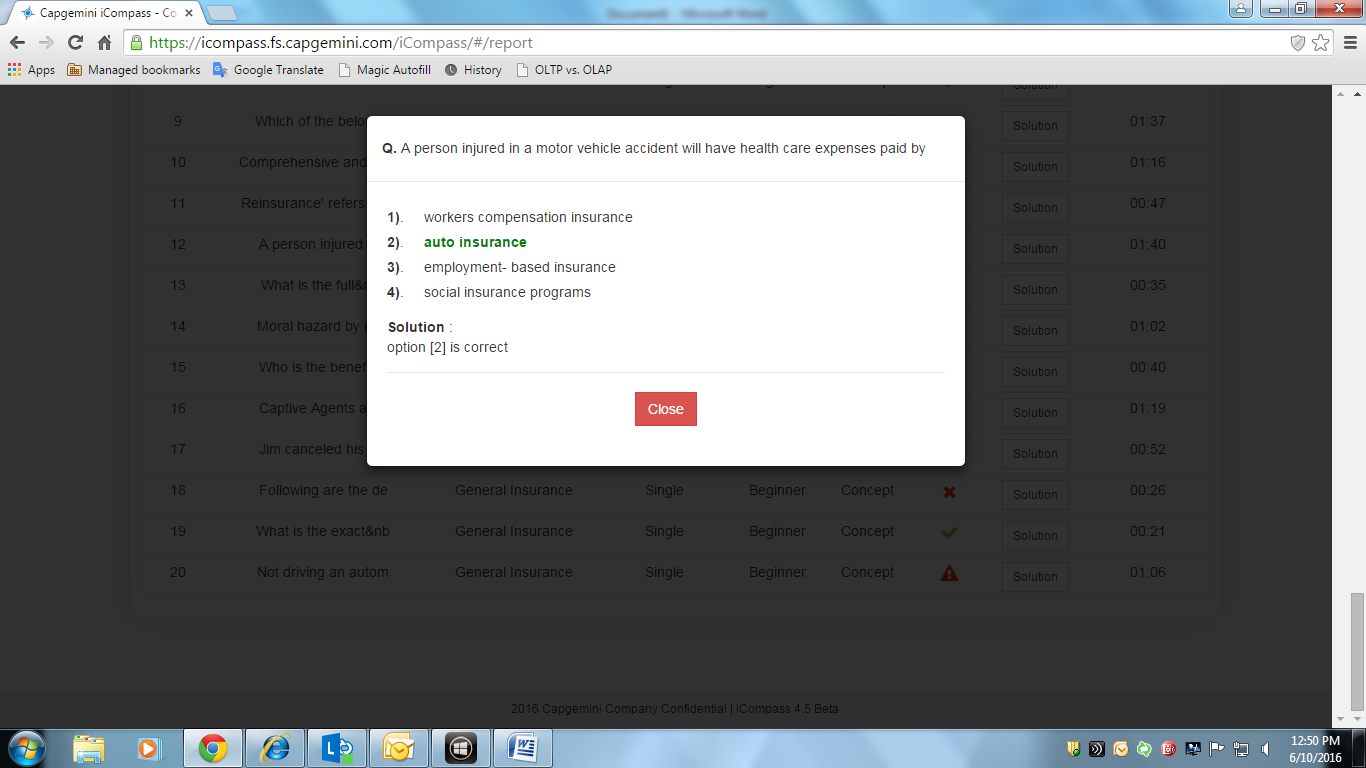 Capgemini iCompass - Co
Document1 - Microsoft Word
https://icompass.fs.capgemini.com/iCompass/#/report
Apps Managed bookmarks Google Translate Magic Autofill History OLTP vs. OLAP
Solution
9 Which of the belo Solution 01:37
10 Comprehensive and Solution 01:16
11 Reinsurance' refers Solution 00:47
12 A person injured Solution 01:40
13 What is the full&n Solution 00:35
14 Moral hazard by Solution 01:02
15 Who is the benef Solution 00:40
16 Captive Agents a Solution 01:19
17 Jim canceled his Solution 00:52
18 Following are the de General Insurance Single Beginner Concept Solution 00:26
19 What is the exact&nb General Insurance Single Beginner Concept Solution 00:21
20 Not driving an autom General Insurance Single Beginner Concept Solution 01:06
Q. A person injured in a motor vehicle accident will have health care expenses paid by
1). workers compensation insurance
2). auto insurance
3). employment- based insurance
4). social insurance programs
Solution :
option [2] is correct
Close
2016 Capgemini Company Confidential | iCompass 4.5 Beta
12:50 PM
6/10/2016